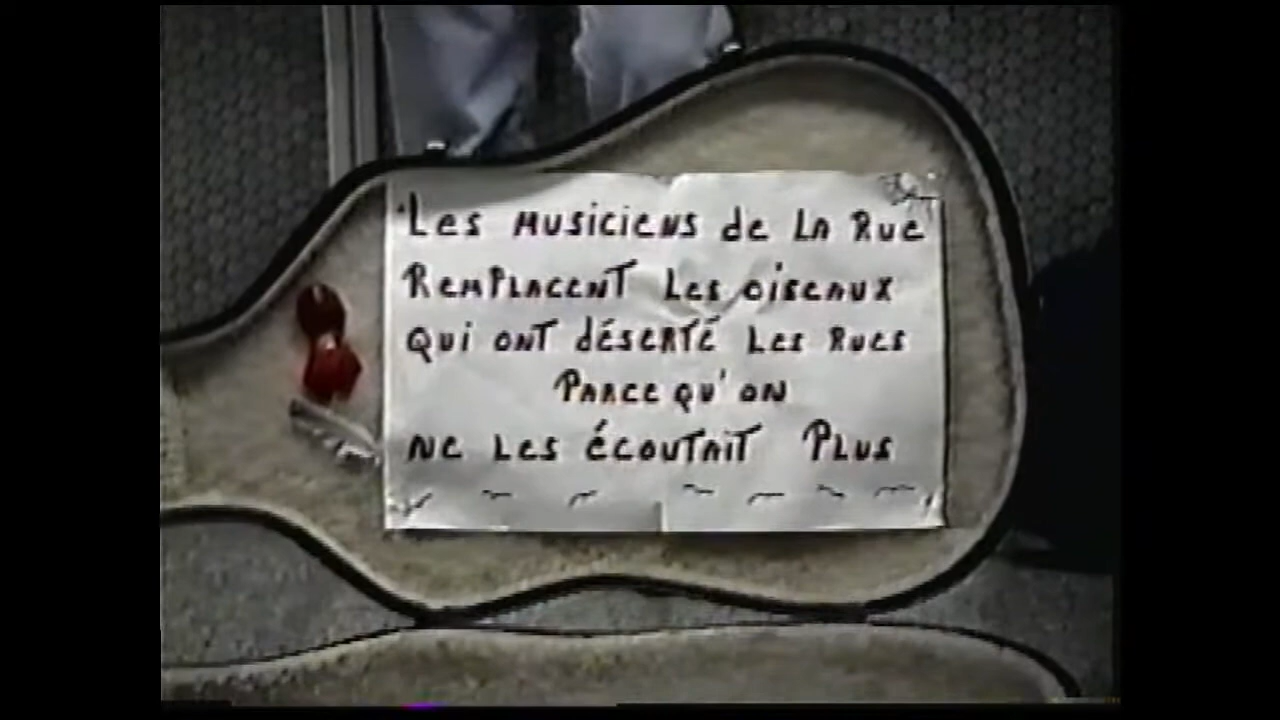 Les musiciens de la rue
remplacent les oiseaux
qui ont déserté les rues
parce qu'on
ne les écoutait plus